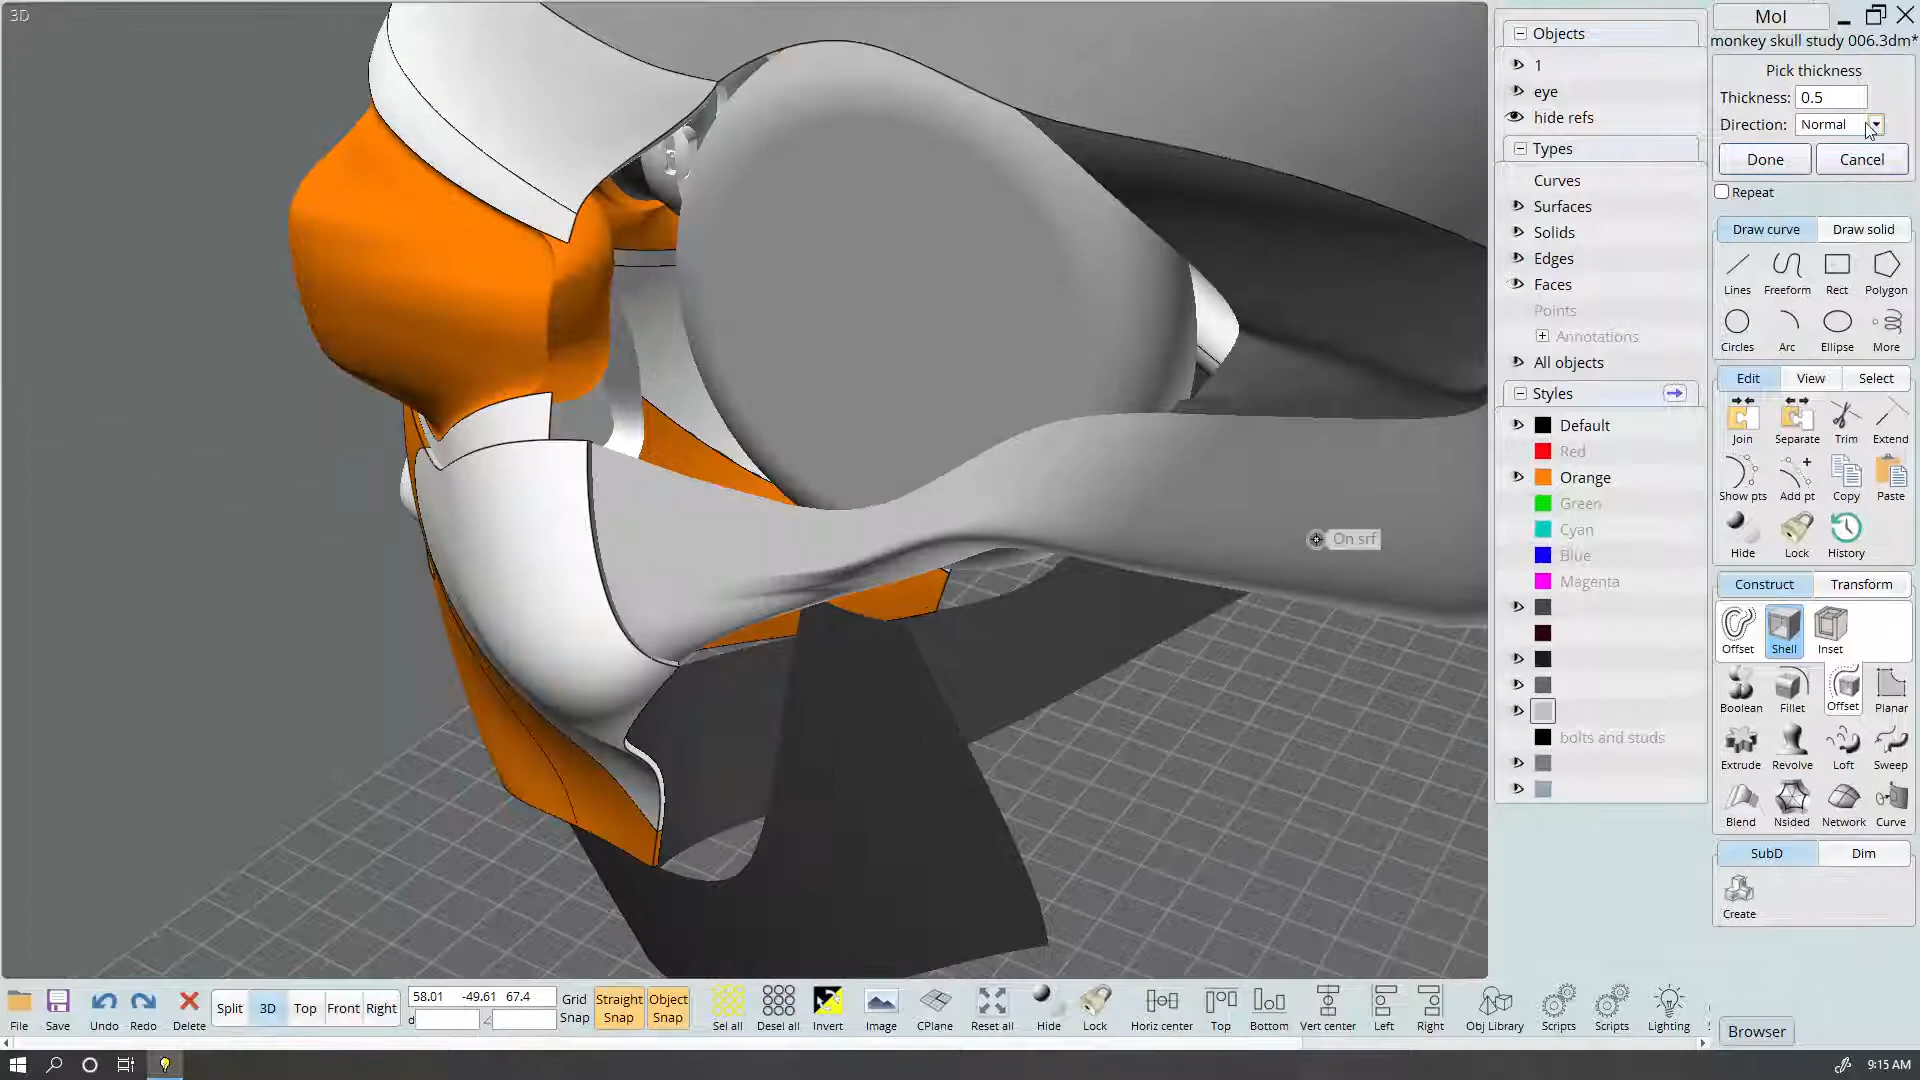 3D
On srf
Objects
1
eye
hide refs
Types
Curves
Surfaces
Solids
Edges
Faces
Points
Annotations
All objects
Styles
Default
Red
Orange
Green
Cyan
Blue
Magenta
bolts and studs
MoI
monkey skull study 006.3dm*
Pick thickness
Thickness: 0.5
Direction: Normal
Done Cancel
Repeat
Draw curve Draw solid
Lines Freeform Rect Polygon
Circles Arc Ellipse More
Edit View Select
Join Separate Trim Extend
Show pts Add pt Copy Paste
Hide Lock History
Construct Transform
Offset Shell Inset
Boolean Fillet Offset Planar
Extrude Revolve Loft Sweep
Blend Nsided Network Curve
SubD Dim
Create
File Save Undo Redo Delete
Split 3D Top Front Right
58.01 -49.61 67.4
d
Grid Snap
Straight Snap
Object Snap
Sel all Desel all Invert Image CPlane Reset all Hide Lock Horiz center Top Bottom Vert center Left Right Obj Library Scripts Scripts Lighting
Browser
9:15 AM